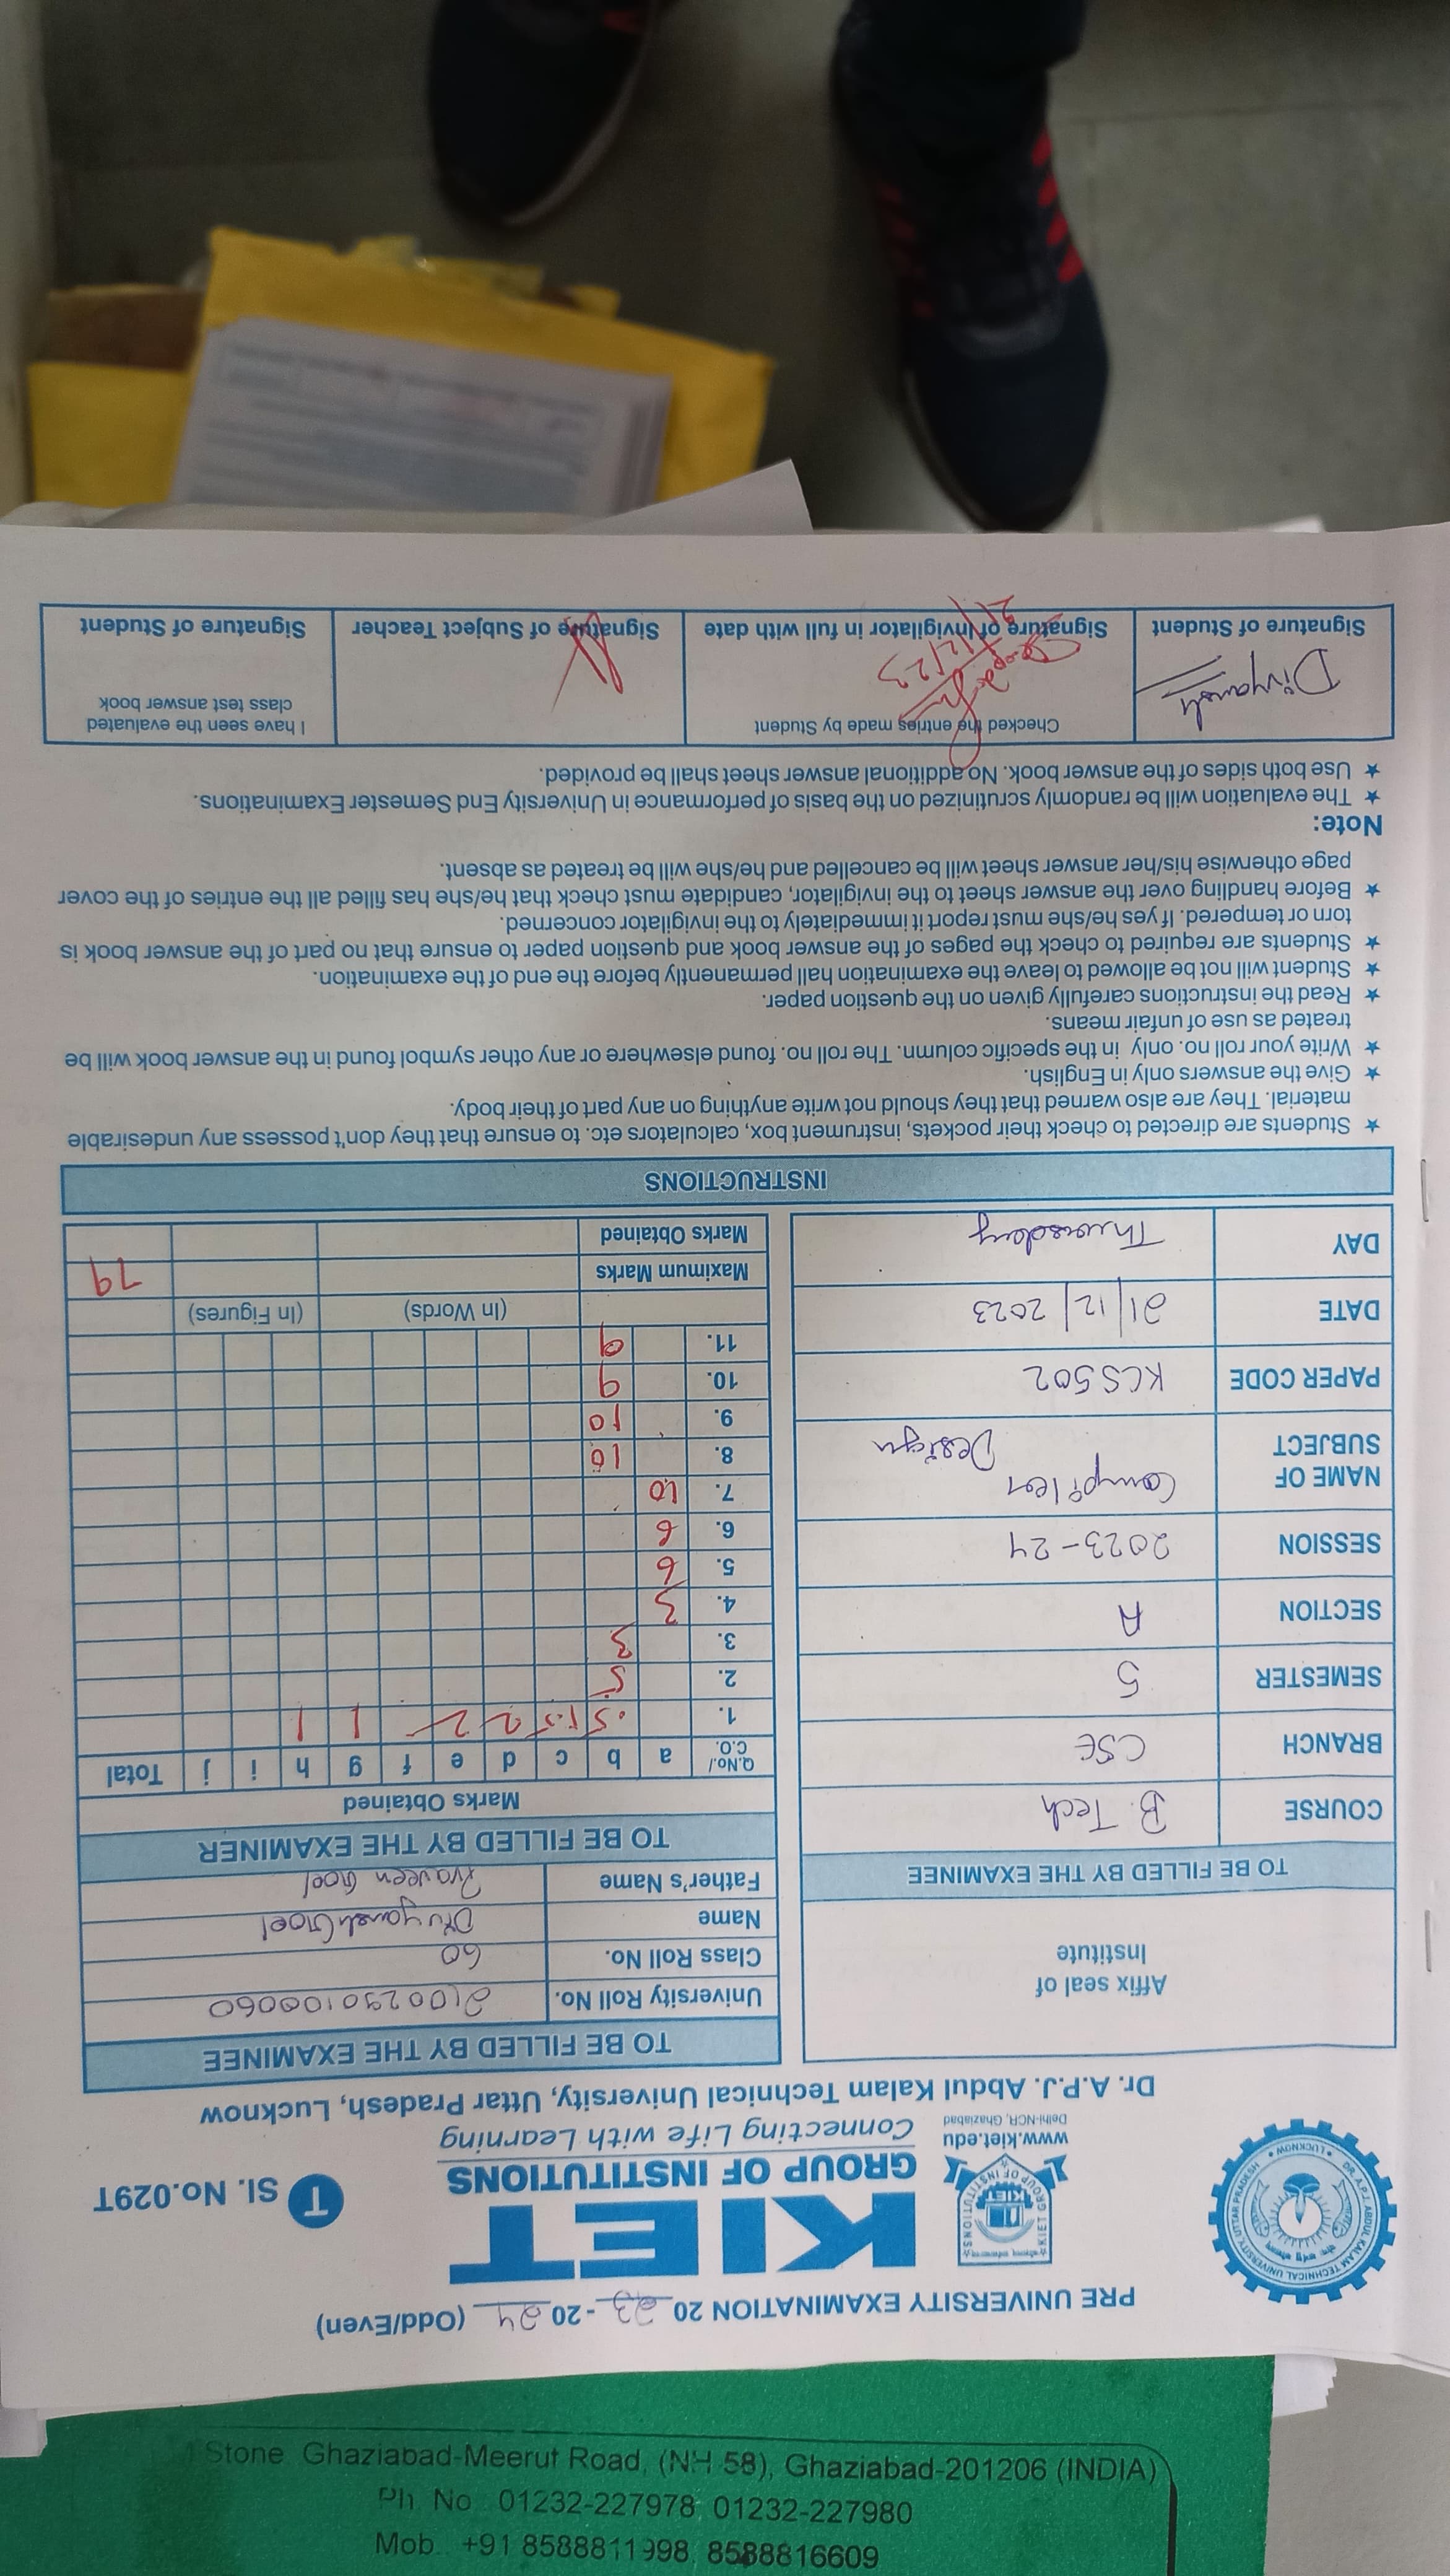 Mob. +91 8588811998, 8588816609
Ph. No. 01232-227978, 01232-227980
Stone, Ghaziabad-Meerut Road, (NH-58), Ghaziabad-201206 (INDIA)
PRE UNIVERSITY EXAMINATION 20 23 - 20 24 (Odd/Even)
DR. A.P.J. ABDUL KALAM TECHNICAL UNIVERSITY, UTTAR PRADESH
• LUCKNOW •
KIET GROUP OF INSTITUTIONS
KIET
www.kiet.edu
Delhi-NCR, Ghaziabad
KIET
GROUP OF INSTITUTIONS
Connecting Life with Learning
T Sl. No.029T
Dr. A.P.J. Abdul Kalam Technical University, Uttar Pradesh, Lucknow
Affix seal of
Institute
TO BE FILLED BY THE EXAMINEE
COURSE B. Tech
BRANCH CSE
SEMESTER 5
SECTION A
SESSION 2023-24
NAME OF SUBJECT Compiler Design
PAPER CODE KCS502
DATE 21/12/2023
DAY Thursday
TO BE FILLED BY THE EXAMINEE
University Roll No. 2100290100060
Class Roll No. 60
Name Divyansh Goel
Father's Name Praveen Goel
TO BE FILLED BY THE EXAMINER
Marks Obtained
Q.No./ C.O. a b c d e f g h i j Total
1. .5 1.5 2 2 - 1 1
2. 5
3. 3
4. 3
5. 6
6. 6
7. 10
8. 10
9. 10
10. 9
11. 9
(In Words) (In Figures)
Maximum Marks 79
Marks Obtained
INSTRUCTIONS
★ Students are directed to check their pockets, instrument box, calculators etc. to ensure that they don't possess any undesirable
material. They are also warned that they should not write anything on any part of their body.
★ Give the answers only in English.
★ Write your roll no. only in the specific column. The roll no. found elsewhere or any other symbol found in the answer book will be
treated as use of unfair means.
★ Read the instructions carefully given on the question paper.
★ Student will not be allowed to leave the examination hall permanently before the end of the examination.
★ Students are required to check the pages of the answer book and question paper to ensure that no part of the answer book is
torn or tempered. If yes he/she must report it immediately to the invigilator concerned.
★ Before handling over the answer sheet to the invigilator, candidate must check that he/she has filled all the entries of the cover
page otherwise his/her answer sheet will be cancelled and he/she will be treated as absent.
Note:
★ The evaluation will be randomly scrutinized on the basis of performance in University End Semester Examinations.
★ Use both sides of the answer book. No additional answer sheet shall be provided.
Divyansh
Signature of Student
Checked the entries made by Student
21/12/23
Signature of Invigilator in full with date
Signature of Subject Teacher
I have seen the evaluated
class test answer book
Signature of Student